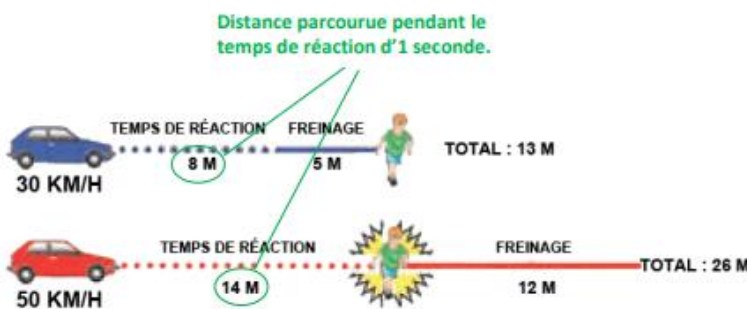 Distance parcourue pendant le
temps de réaction d'1 seconde.
TEMPS DE RÉACTION FREINAGE
8 M 5 M
TOTAL : 13 M
30 KM/H
TEMPS DE RÉACTION FREINAGE
14 M 12 M
TOTAL : 26 M
50 KM/H